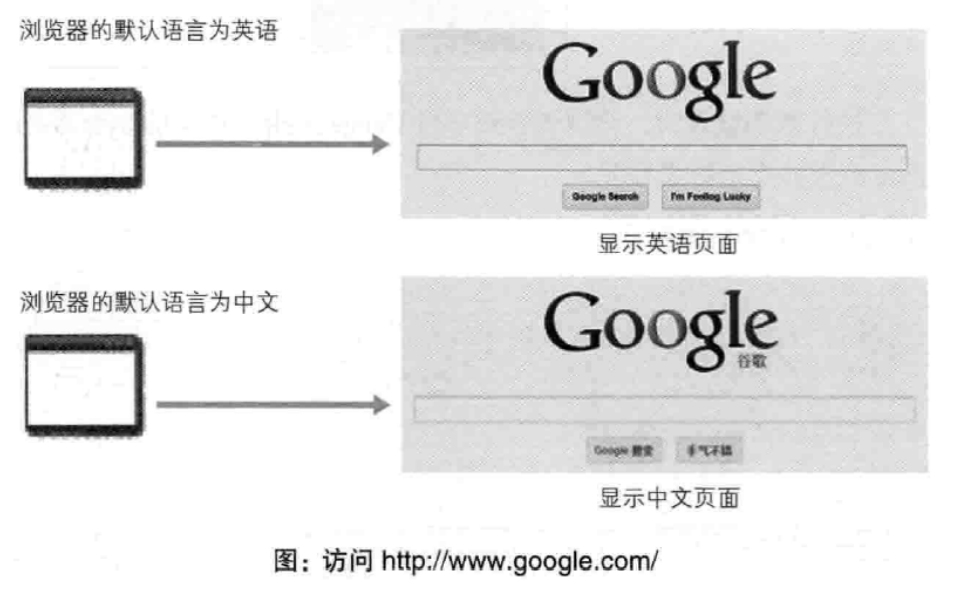 浏览器的默认语言为英语
Google
Google Search I'm Feeling Lucky
显示英语页面
浏览器的默认语言为中文
Google
谷歌
Google 搜索 手气不错
显示中文页面
图：访问 http://www.google.com/